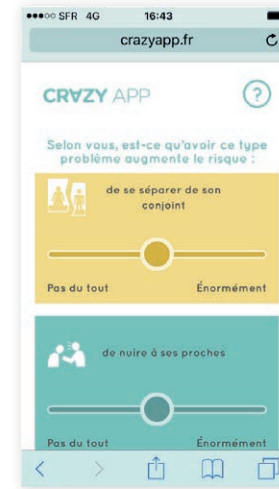 SFR 4G 16:43
crazyapp.fr
CRAZY APP
?
Selon vous, est-ce qu'avoir ce type
problème augmente le risque :
de se séparer de son
conjoint
Pas du tout Énormément
de nuire à ses proches
Pas du tout Énormément